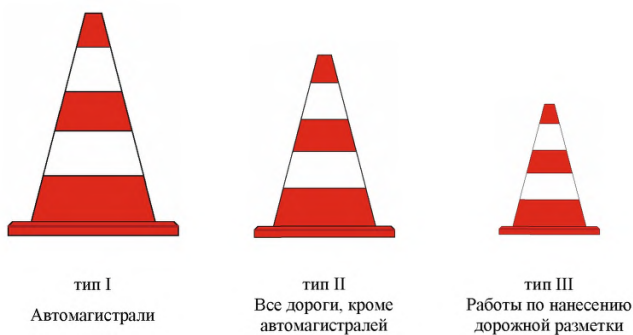 тип I
Автомагистрали
тип II
Все дороги, кроме
автомагистралей
тип III
Работы по нанесению
дорожной разметки